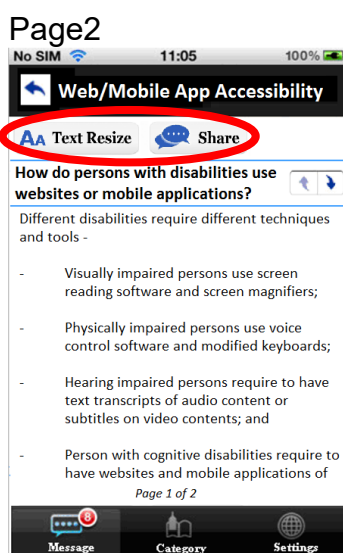 Page2
No SIM 11:05 100%
Web/Mobile App Accessibility
AA Text Resize Share
How do persons with disabilities use
websites or mobile applications?
Different disabilities require different techniques
and tools -
- Visually impaired persons use screen
reading software and screen magnifiers;
- Physically impaired persons use voice
control software and modified keyboards;
- Hearing impaired persons require to have
text transcripts of audio content or
subtitles on video contents; and
- Person with cognitive disabilities require to
have websites and mobile applications of
Page 1 of 2
8
Message Category Settings